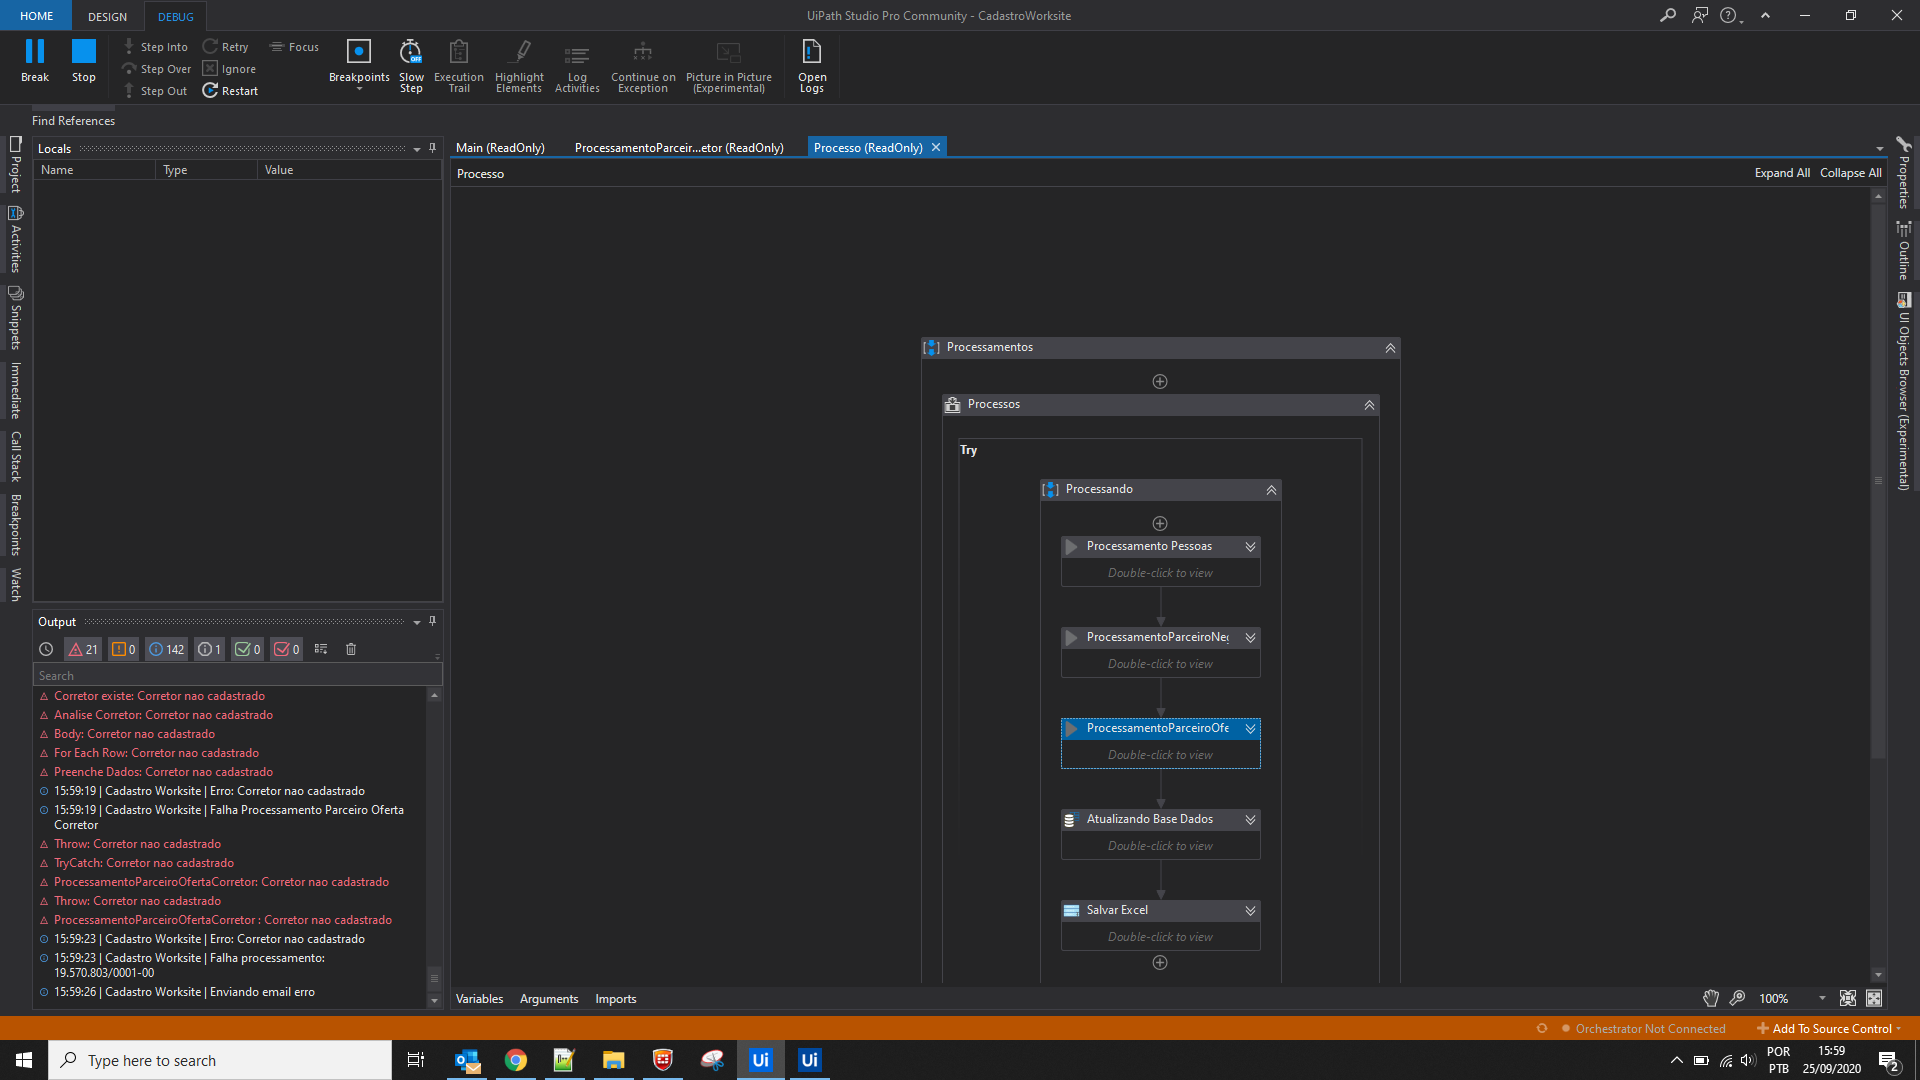 HOME
DESIGN
DEBUG
UiPath Studio Pro Community - CadastroWorksite
Break
Stop
Step Into
Step Over
Step Out
Retry
Ignore
Restart
Focus
Breakpoints
OFF
Slow
Step
Execution
Trail
Highlight
Elements
Log
Activities
Continue on
Exception
Picture in Picture
(Experimental)
Open
Logs
Find References
Project
Activities
Snippets
Immediate
Call Stack
Breakpoints
Watch
Locals
Name Type Value
Main (ReadOnly)
ProcessamentoParceir...etor (ReadOnly)
Processo (ReadOnly)
Processo
Expand All Collapse All
Processamentos
Processos
Try
Processando
Processamento Pessoas
Double-click to view
ProcessamentoParceiroNeg
Double-click to view
ProcessamentoParceiroOfe
Double-click to view
Atualizando Base Dados
Double-click to view
Salvar Excel
Double-click to view
Properties
Outline
UI Objects Browser (Experimental)
Output
21 0 142 1 0 0
Search
Corretor existe: Corretor nao cadastrado
Analise Corretor: Corretor nao cadastrado
Body: Corretor nao cadastrado
For Each Row: Corretor nao cadastrado
Preenche Dados: Corretor nao cadastrado
15:59:19 | Cadastro Worksite | Erro: Corretor nao cadastrado
15:59:19 | Cadastro Worksite | Falha Processamento Parceiro Oferta
Corretor
Throw: Corretor nao cadastrado
TryCatch: Corretor nao cadastrado
ProcessamentoParceiroOfertaCorretor: Corretor nao cadastrado
Throw: Corretor nao cadastrado
ProcessamentoParceiroOfertaCorretor : Corretor nao cadastrado
15:59:23 | Cadastro Worksite | Erro: Corretor nao cadastrado
15:59:23 | Cadastro Worksite | Falha processamento:
19.570.803/0001-00
15:59:26 | Cadastro Worksite | Enviando email erro
Variables Arguments Imports
100%
Orchestrator Not Connected
Add To Source Control
Type here to search
Ui
Ui
POR
PTB
15:59
25/09/2020
2